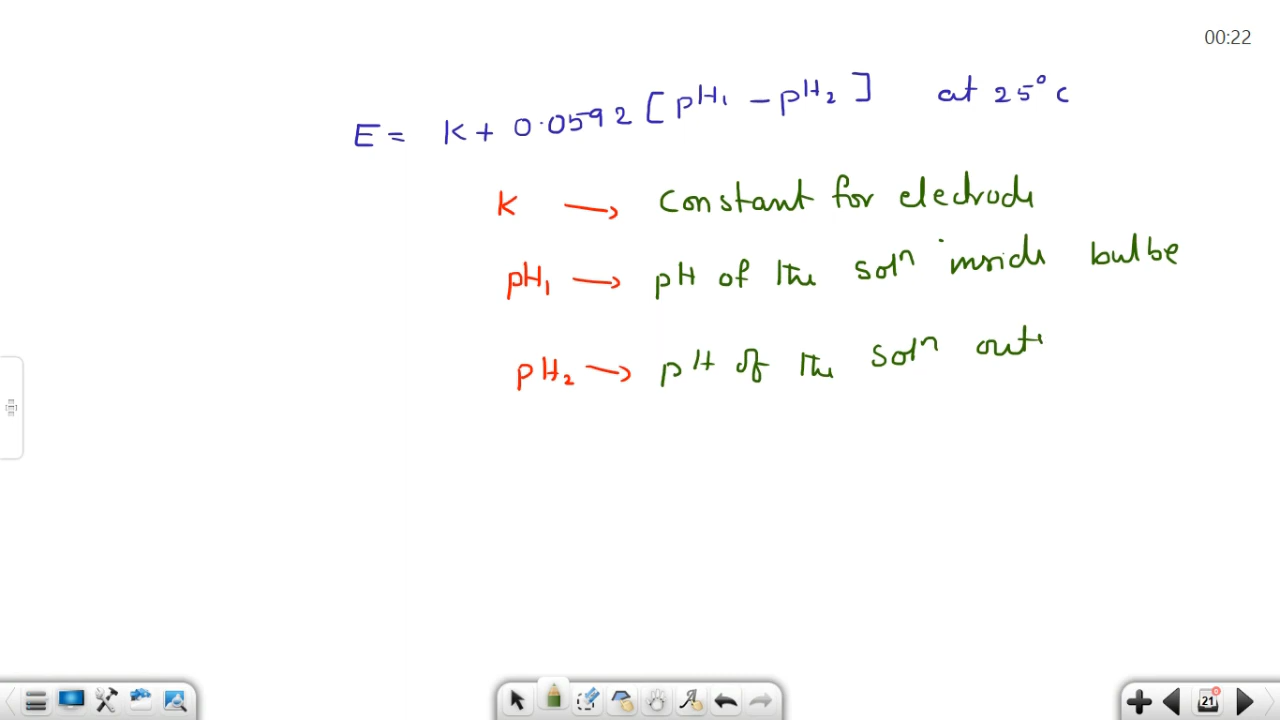 00:22
E = K + 0.0592 [ pH₁ - pH₂ ] at 25°c
K → Constant for electrode
pH₁ → pH of the solⁿ inside bulbe
pH₂ → pH of the solⁿ out
21